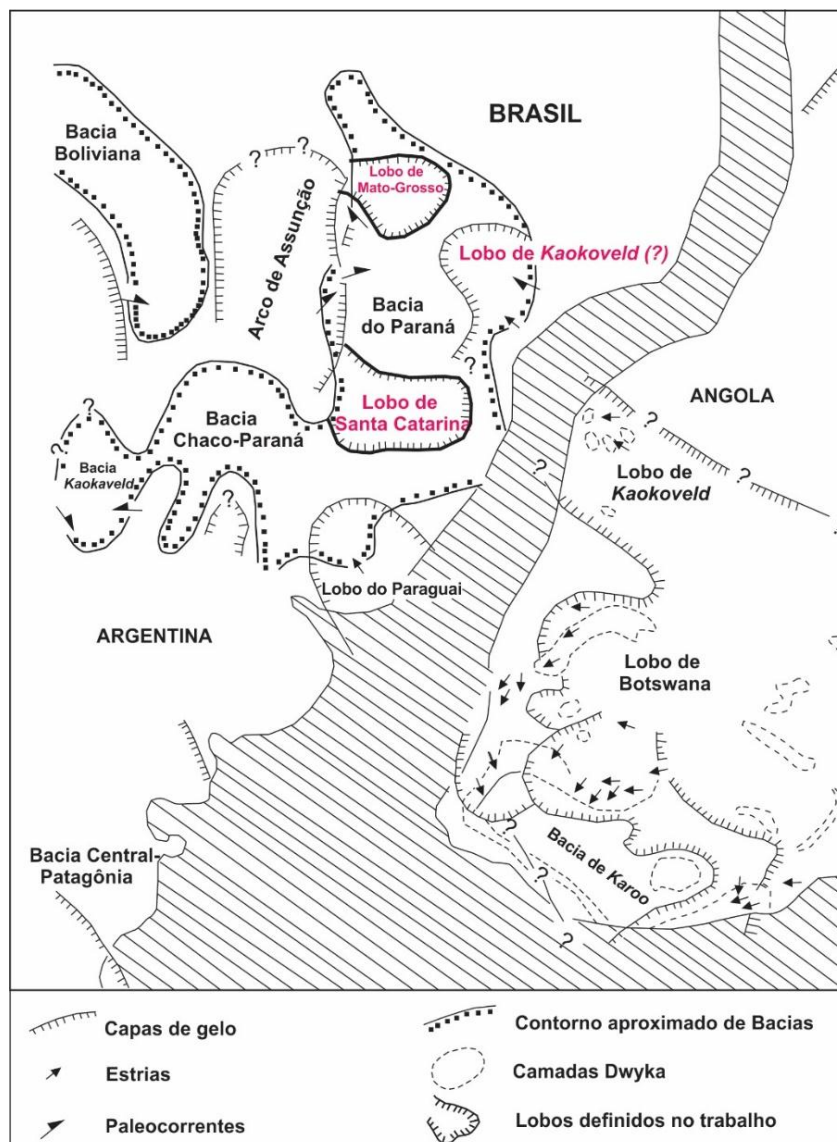 BRASIL
Bacia
Boliviana
Lobo de
Mato-Grosso
Arco de Assunção
Lobo de Kaokoveld (?)
Bacia
do Paraná
ANGOLA
Lobo de
Santa Catarina
Bacia
Chaco-Paraná
Bacia
Kaokaveld
Lobo de
Kaokoveld
Lobo do Paraguai
ARGENTINA
Lobo de
Botswana
Bacia Central-
Patagônia
Bacia de Karoo
?
?
?
?
?
?
?
?
?
?
?
?
?
Capas de gelo
Estrias
Paleocorrentes
Contorno aproximado de Bacias
Camadas Dwyka
Lobos definidos no trabalho